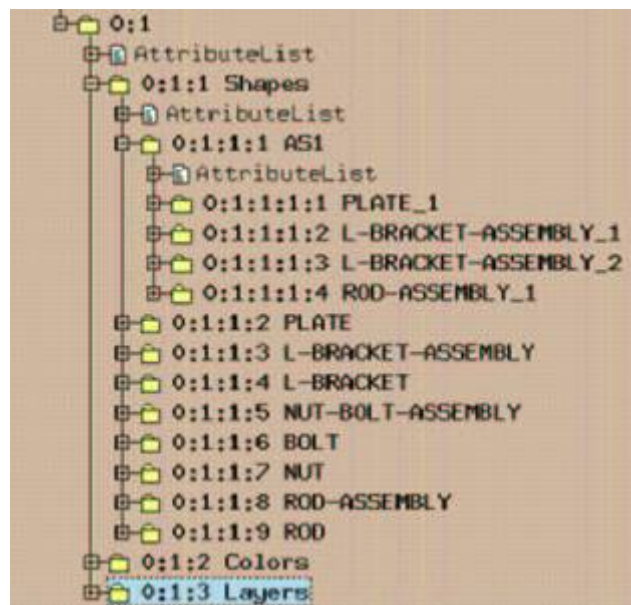 0:1
AttributeList
0:1:1 Shapes
AttributeList
0:1:1:1 AS1
AttributeList
0:1:1:1:1 PLATE_1
0:1:1:1:2 L-BRACKET-ASSEMBLY_1
0:1:1:1:3 L-BRACKET-ASSEMBLY_2
0:1:1:1:4 ROD-ASSEMBLY_1
0:1:1:2 PLATE
0:1:1:3 L-BRACKET-ASSEMBLY
0:1:1:4 L-BRACKET
0:1:1:5 NUT-BOLT-ASSEMBLY
0:1:1:6 BOLT
0:1:1:7 NUT
0:1:1:8 ROD-ASSEMBLY
0:1:1:9 ROD
0:1:2 Colors
0:1:3 Layers